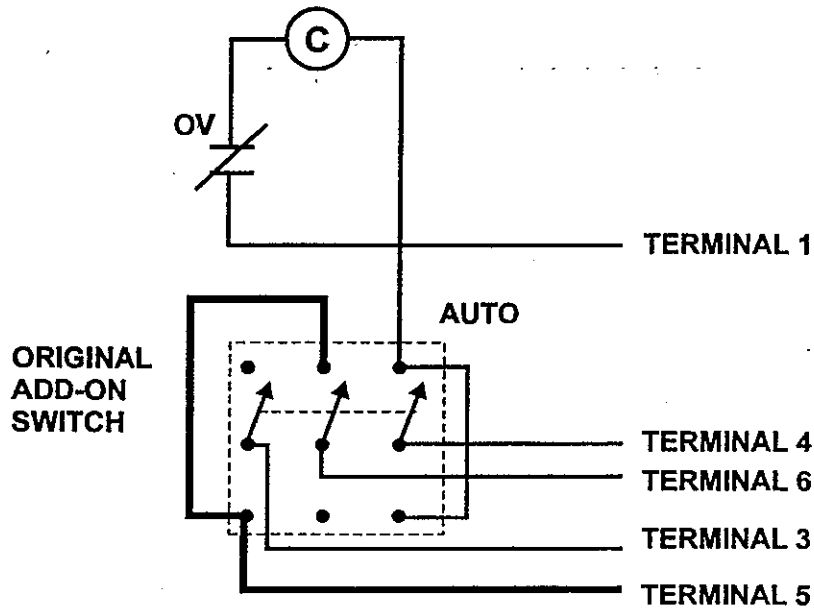 C
OV
TERMINAL 1
AUTO
ORIGINAL
ADD-ON
SWITCH
TERMINAL 4
TERMINAL 6
TERMINAL 3
TERMINAL 5